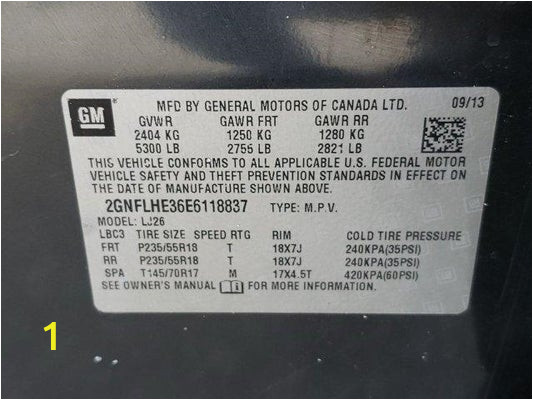 GM
MFD BY GENERAL MOTORS OF CANADA LTD. 09/13
GVWR GAWR FRT GAWR RR
2404 KG 1250 KG 1280 KG
5300 LB 2755 LB 2821 LB
THIS VEHICLE CONFORMS TO ALL APPLICABLE U.S. FEDERAL MOTOR
VEHICLE SAFETY AND THEFT PREVENTION STANDARDS IN EFFECT ON
THE DATE OF MANUFACTURE SHOWN ABOVE.
2GNFLHE36E6118837 TYPE: M.P.V.
MODEL: LJ26
LBC3 TIRE SIZE SPEED RTG RIM COLD TIRE PRESSURE
FRT P235/55R18 T 18X7J 240KPA(35PSI)
RR P235/55R18 T 18X7J 240KPA(35PSI)
SPA T145/70R17 M 17X4.5T 420KPA(60PSI)
SEE OWNER'S MANUAL FOR MORE INFORMATION.
1